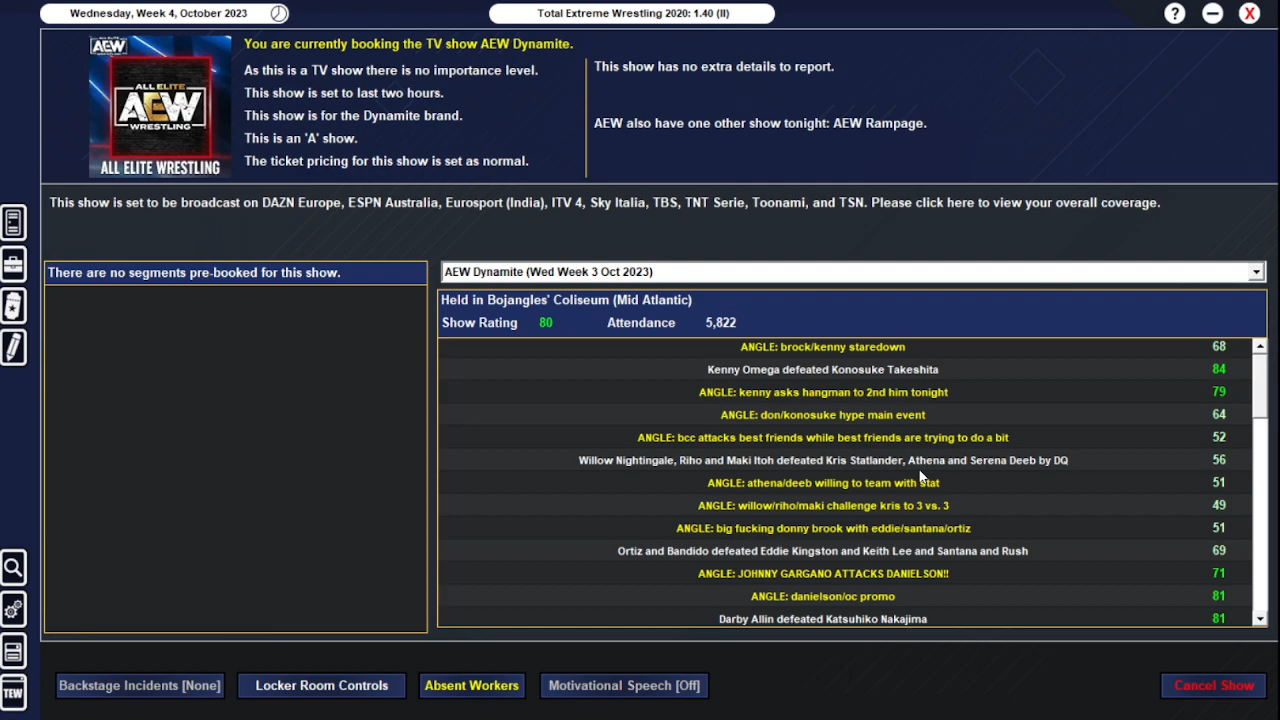 Wednesday, Week 4, October 2023
Total Extreme Wrestling 2020: 1.40 (II)
? – X
AEW
ALL ELITE
AEW
WRESTLING
ALL ELITE WRESTLING
You are currently booking the TV show AEW Dynamite.
As this is a TV show there is no importance level.
This show is set to last two hours.
This show is for the Dynamite brand.
This is an 'A' show.
The ticket pricing for this show is set as normal.
This show has no extra details to report.
AEW also have one other show tonight: AEW Rampage.
This show is set to be broadcast on DAZN Europe, ESPN Australia, Eurosport (India), ITV 4, Sky Italia, TBS, TNT Serie, Toonami, and TSN. Please click here to view your overall coverage.
There are no segments pre-booked for this show.
AEW Dynamite (Wed Week 3 Oct 2023)
Held in Bojangles' Coliseum (Mid Atlantic)
Show Rating 80 Attendance 5,822
ANGLE: brock/kenny staredown 68
Kenny Omega defeated Konosuke Takeshita 84
ANGLE: kenny asks hangman to 2nd him tonight 79
ANGLE: don/konosuke hype main event 64
ANGLE: bcc attacks best friends while best friends are trying to do a bit 52
Willow Nightingale, Riho and Maki Itoh defeated Kris Statlander, Athena and Serena Deeb by DQ 56
ANGLE: athena/deeb willing to team with stat 51
ANGLE: willow/riho/maki challenge kris to 3 vs. 3 49
ANGLE: big fucking donny brook with eddie/santana/ortiz 51
Ortiz and Bandido defeated Eddie Kingston and Keith Lee and Santana and Rush 69
ANGLE: JOHNNY GARGANO ATTACKS DANIELSON!! 71
ANGLE: danielson/oc promo 81
Darby Allin defeated Katsuhiko Nakajima 81
TEW
Backstage Incidents [None]
Locker Room Controls
Absent Workers
Motivational Speech [Off]
Cancel Show